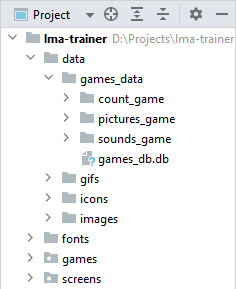 Project
lma-trainer D:\Projects\lma-trainer
data
games_data
count_game
pictures_game
sounds_game
games_db.db
gifs
icons
images
fonts
games
screens